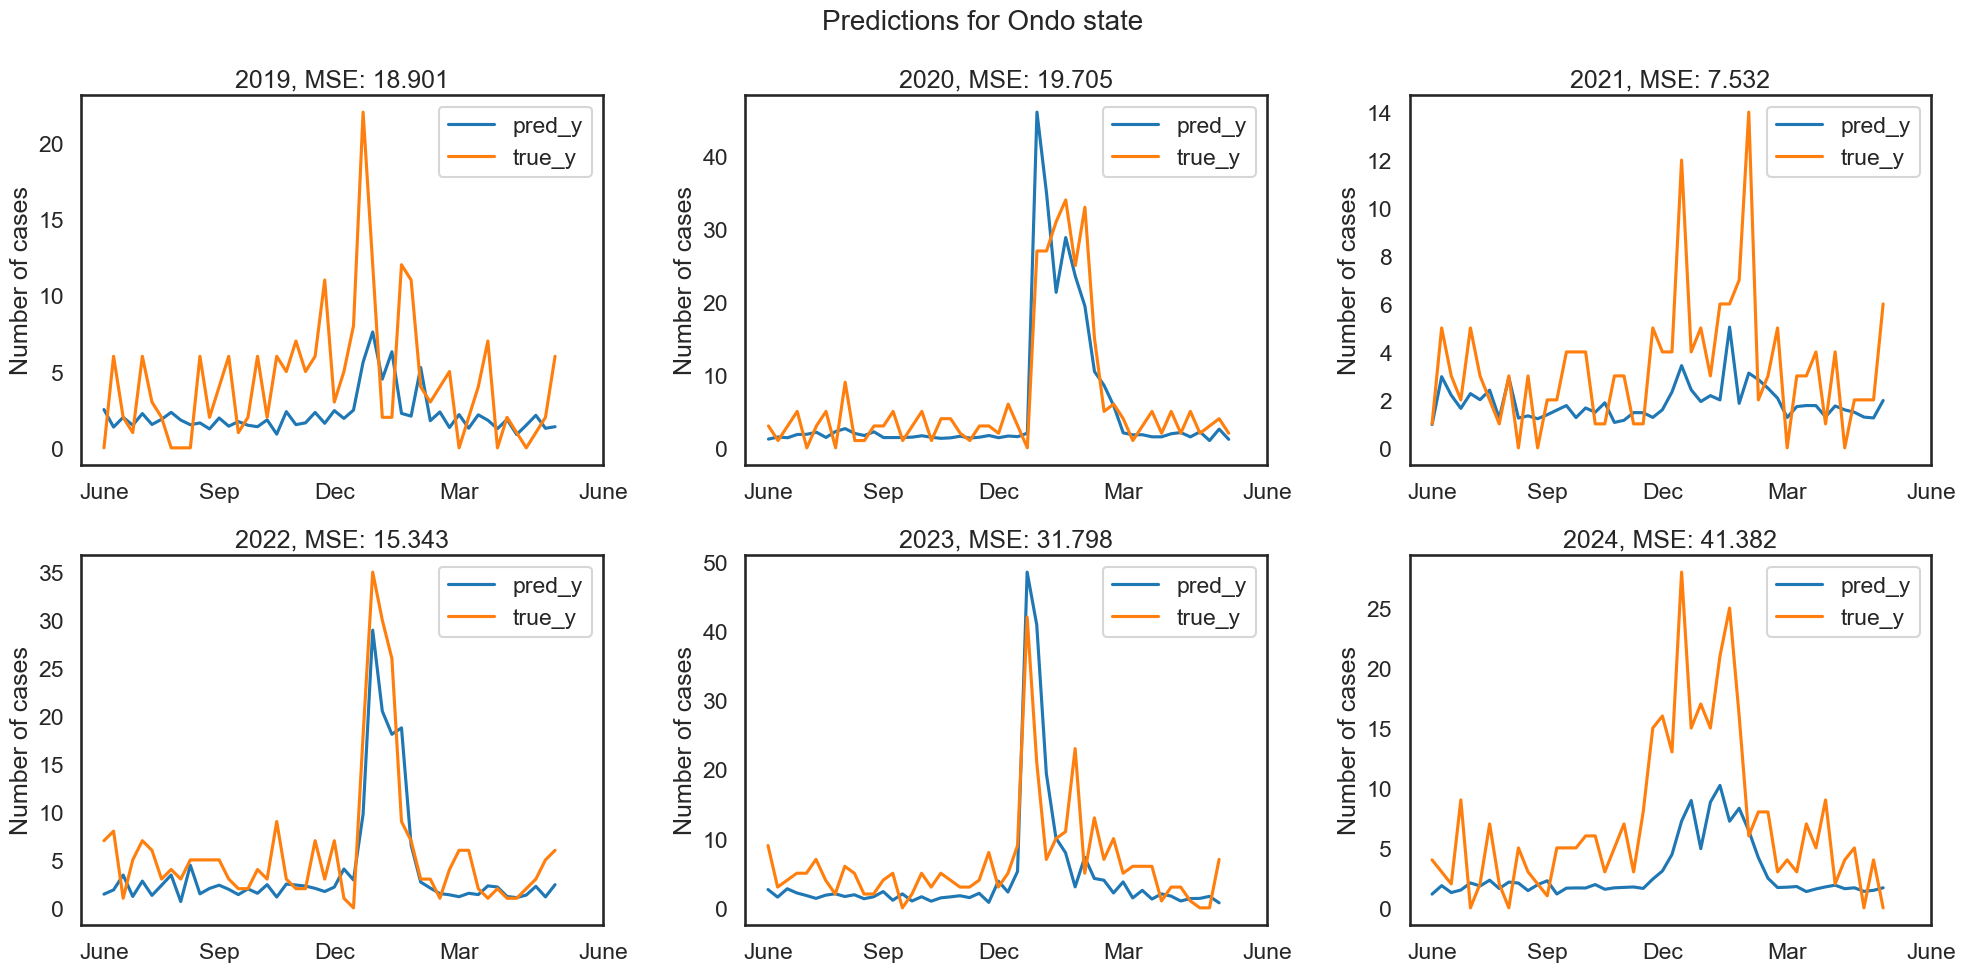 Predictions for Ondo state
2019, MSE: 18.901
Number of cases
20
15
10
5
0
pred_y
true_y
June Sep Dec Mar June
2020, MSE: 19.705
Number of cases
40
30
20
10
0
pred_y
true_y
June Sep Dec Mar June
2021, MSE: 7.532
Number of cases
14
12
10
8
6
4
2
0
pred_y
true_y
June Sep Dec Mar June
2022, MSE: 15.343
Number of cases
35
30
25
20
15
10
5
0
pred_y
true_y
June Sep Dec Mar June
2023, MSE: 31.798
Number of cases
50
40
30
20
10
0
pred_y
true_y
June Sep Dec Mar June
2024, MSE: 41.382
Number of cases
25
20
15
10
5
0
pred_y
true_y
June Sep Dec Mar June